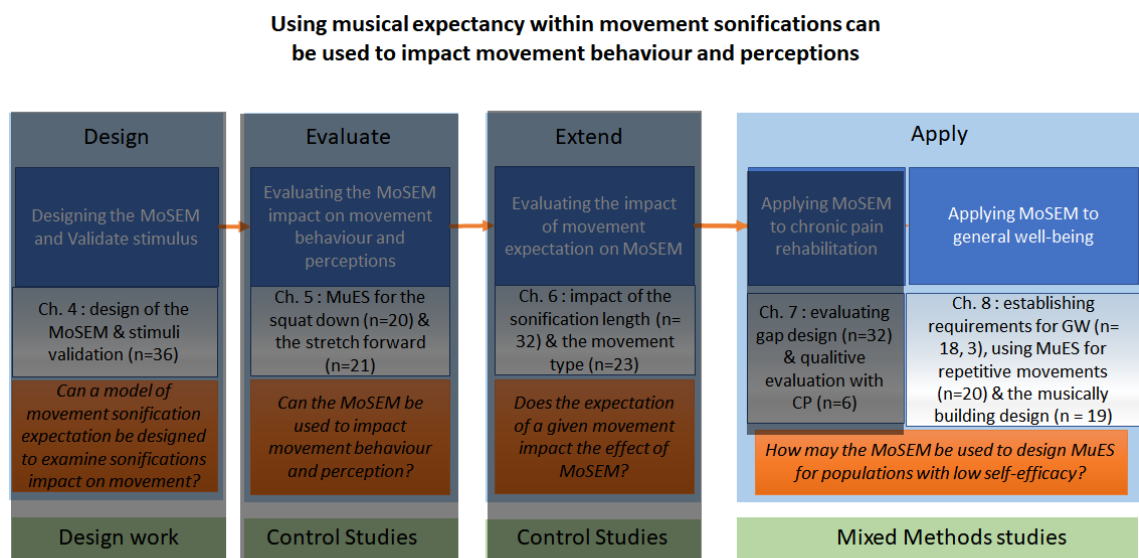 Using musical expectancy within movement sonifications can
be used to impact movement behaviour and perceptions
Design
Designing the MoSEM
and Validate stimulus
Ch. 4 : design of the
MoSEM & stimuli
validation (n=36)
Can a model of
movement sonification
expectation be designed
to examine sonifications
impact on movement?
Design work
Evaluate
Evaluating the MoSEM
impact on movement
behaviour and
perceptions
Ch. 5 : MuES for the
squat down (n=20) &
the stretch forward
(n=21)
Can the MoSEM be
used to impact
movement behaviour
and perception?
Control Studies
Extend
Evaluating the impact
of movement
expectation on MoSEM
Ch. 6 : impact of the
sonification length (n=
32) & the movement
type (n=23)
Does the expectation
of a given movement
impact the effect of
MoSEM?
Control Studies
Apply
Applying MoSEM
to chronic pain
rehabilitation
Ch. 7 : evaluating
gap design (n=32)
& qualitive
evaluation with
CP (n=6)
Applying MoSEM to
general well-being
Ch. 8 : establishing
requirements for GW (n=
18, 3), using MuES for
repetitive movements
(n=20) & the musically
building design (n = 19)
How may the MoSEM be used to design MuES
for populations with low self-efficacy?
Mixed Methods studies